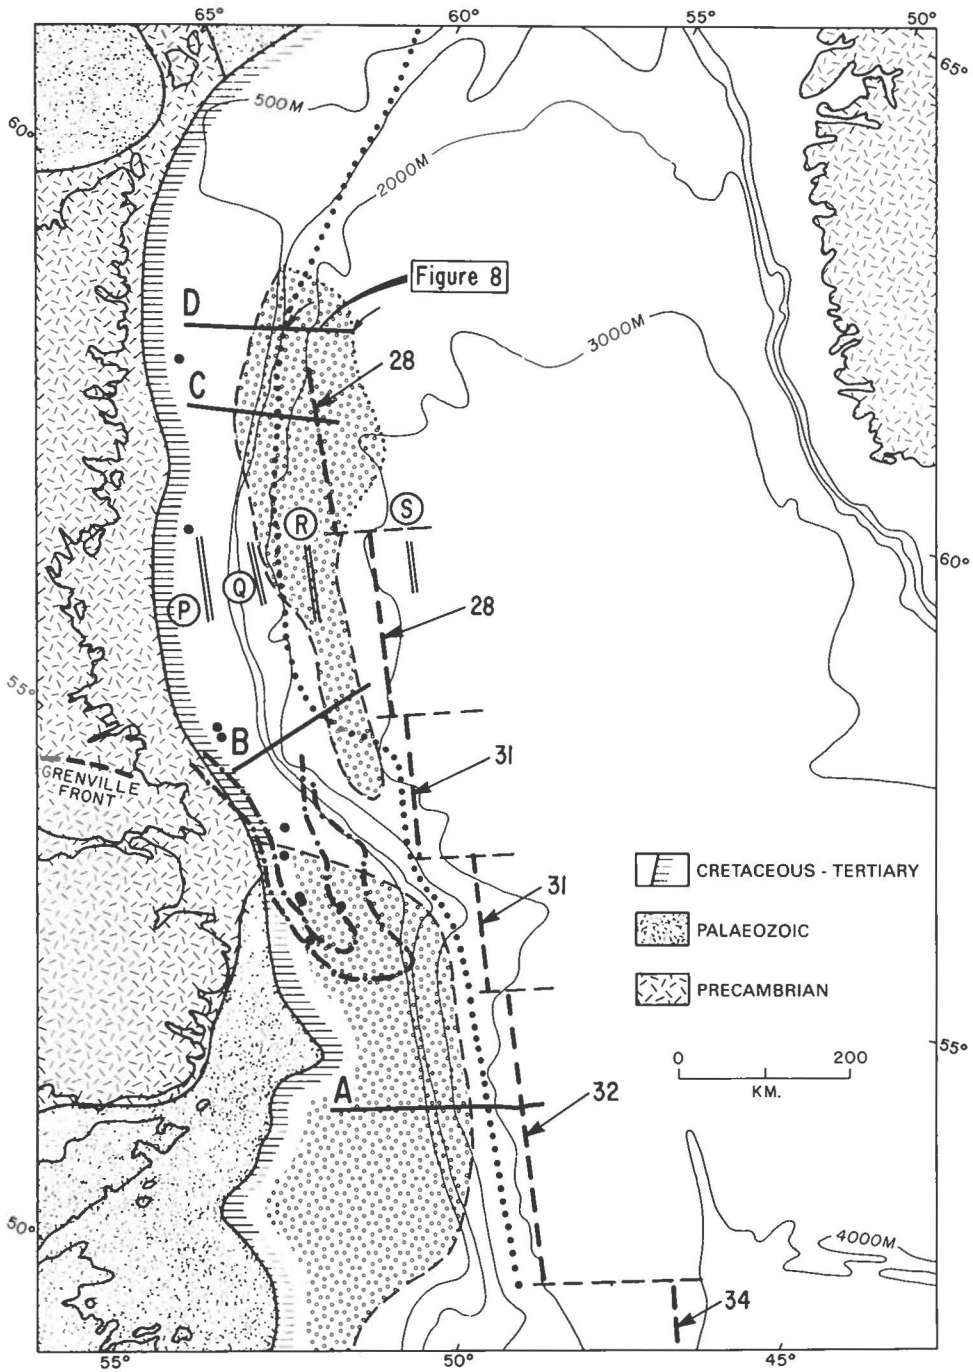 65° 60° 55° 50°
65°
500M
60°
2000M
Figure 8
D
3000M
28
C
S
R
60°
Q
P
28
55°
B
31
GRENVILLE
FRONT
CRETACEOUS - TERTIARY
31
PALAEOZOIC
PRECAMBRIAN
55°
0 200
KM.
A
32
50°
4000M
34
55° 50° 45°